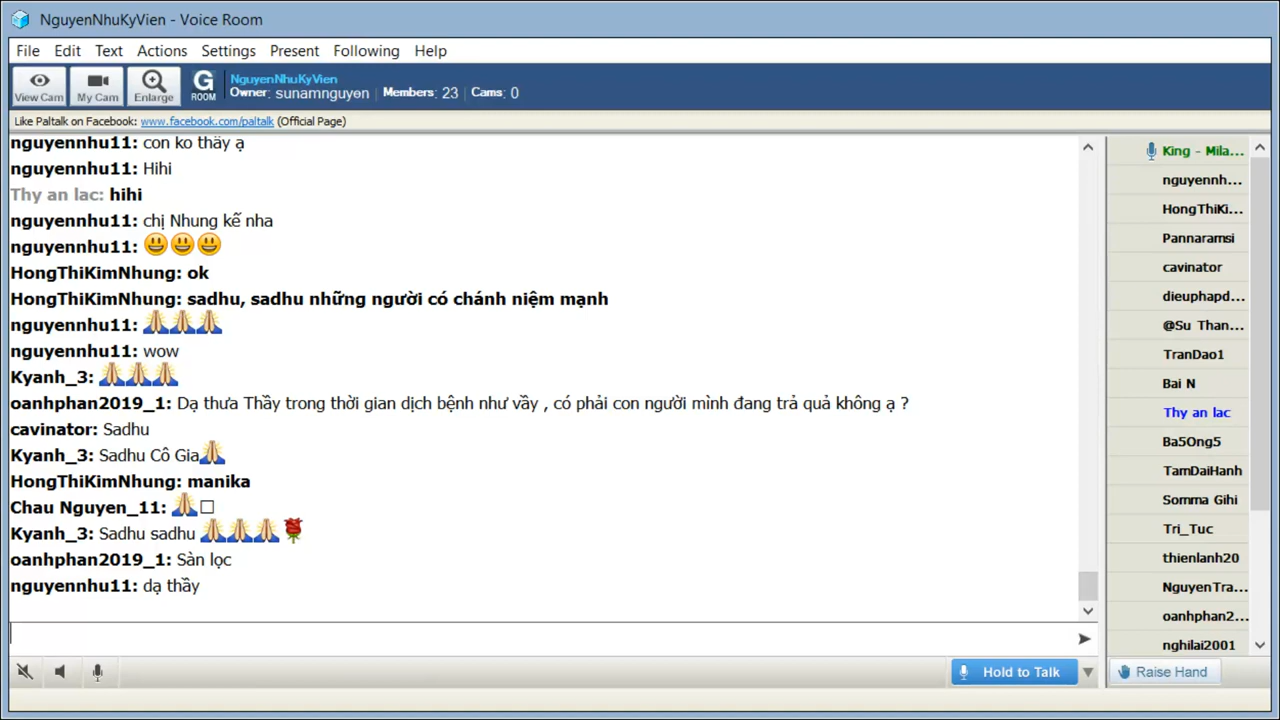 NguyenNhuKyVien - Voice Room
File Edit Text Actions Settings Present Following Help
View Cam
My Cam
Enlarge
G ROOM
NguyenNhuKyVien
Owner: sunamnguyen Members: 23 Cams: 0
Like Paltalk on Facebook: www.facebook.com/paltalk (Official Page)
nguyennhu11: con ko thấy ạ
nguyennhu11: Hihi
Thy an lac: hihi
nguyennhu11: chị Nhung kế nha
nguyennhu11: 😃😃😃
HongThiKimNhung: ok
HongThiKimNhung: sadhu, sadhu những người có chánh niệm mạnh
nguyennhu11: 🙏🙏🙏
nguyennhu11: wow
Kyanh_3: 🙏🙏🙏
oanhphan2019_1: Dạ thưa Thầy trong thời gian dịch bệnh như vầy , có phải con người mình đang trả quả không ạ ?
cavinator: Sadhu
Kyanh_3: Sadhu Cô Gia🙏
HongThiKimNhung: manika
Chau Nguyen_11: 🙏□
Kyanh_3: Sadhu sadhu 🙏🙏🙏🌹
oanhphan2019_1: Sàn lọc
nguyennhu11: dạ thầy
King - Mila...
nguyennh...
HongThiKi...
Pannaramsi
cavinator
dieuphapd...
@Su Than...
TranDao1
Bai N
Thy an lac
Ba5Ong5
TamDaiHanh
Somma Gihi
Tri_Tuc
thienlanh20
NguyenTra...
oanhphan2...
nghilai2001
Hold to Talk
Raise Hand